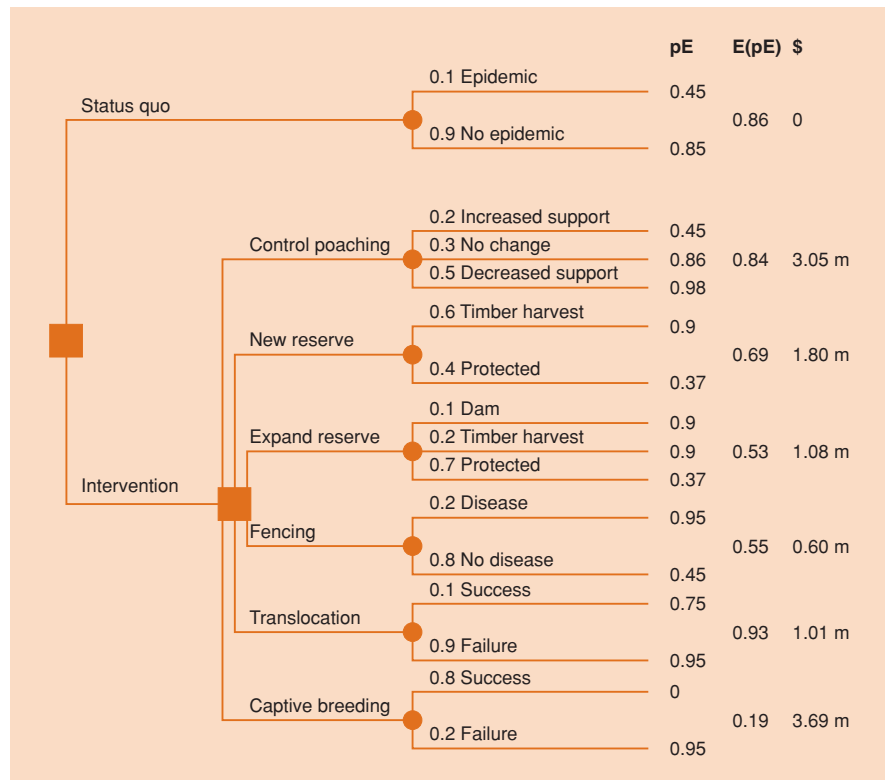 pE E(pE) $
0.1 Epidemic
0.45
Status quo
0.86 0
0.9 No epidemic
0.85
0.2 Increased support
0.45
Control poaching
0.3 No change
0.86 0.84 3.05 m
0.5 Decreased support
0.98
0.6 Timber harvest
0.9
New reserve
0.69 1.80 m
0.4 Protected
0.37
0.1 Dam
0.9
Expand reserve
0.2 Timber harvest
0.9 0.53 1.08 m
0.7 Protected
0.37
Intervention
0.2 Disease
0.95
Fencing
0.55 0.60 m
0.8 No disease
0.45
0.1 Success
0.75
Translocation
0.93 1.01 m
0.9 Failure
0.95
0.8 Success
0
Captive breeding
0.19 3.69 m
0.2 Failure
0.95